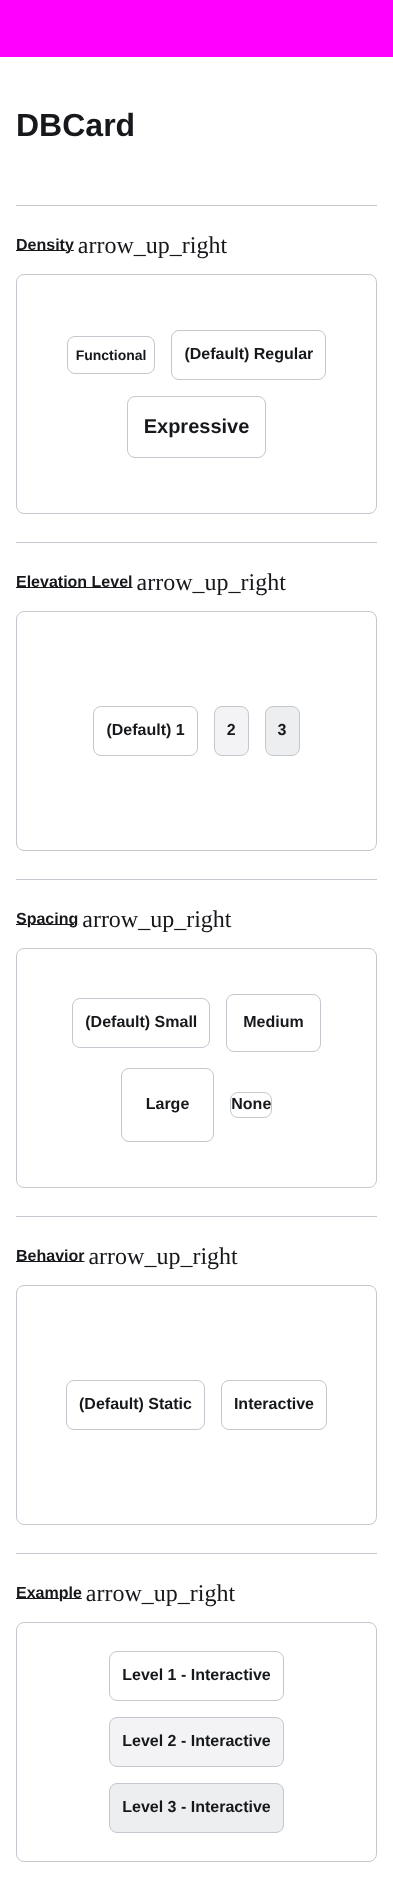 DBCard
Density arrow_up_right
Functional
(Default) Regular
Expressive
Elevation Level arrow_up_right
(Default) 1
2
3
Spacing arrow_up_right
(Default) Small
Medium
Large
None
Behavior arrow_up_right
(Default) Static
Interactive
Example arrow_up_right
Level 1 - Interactive
Level 2 - Interactive
Level 3 - Interactive